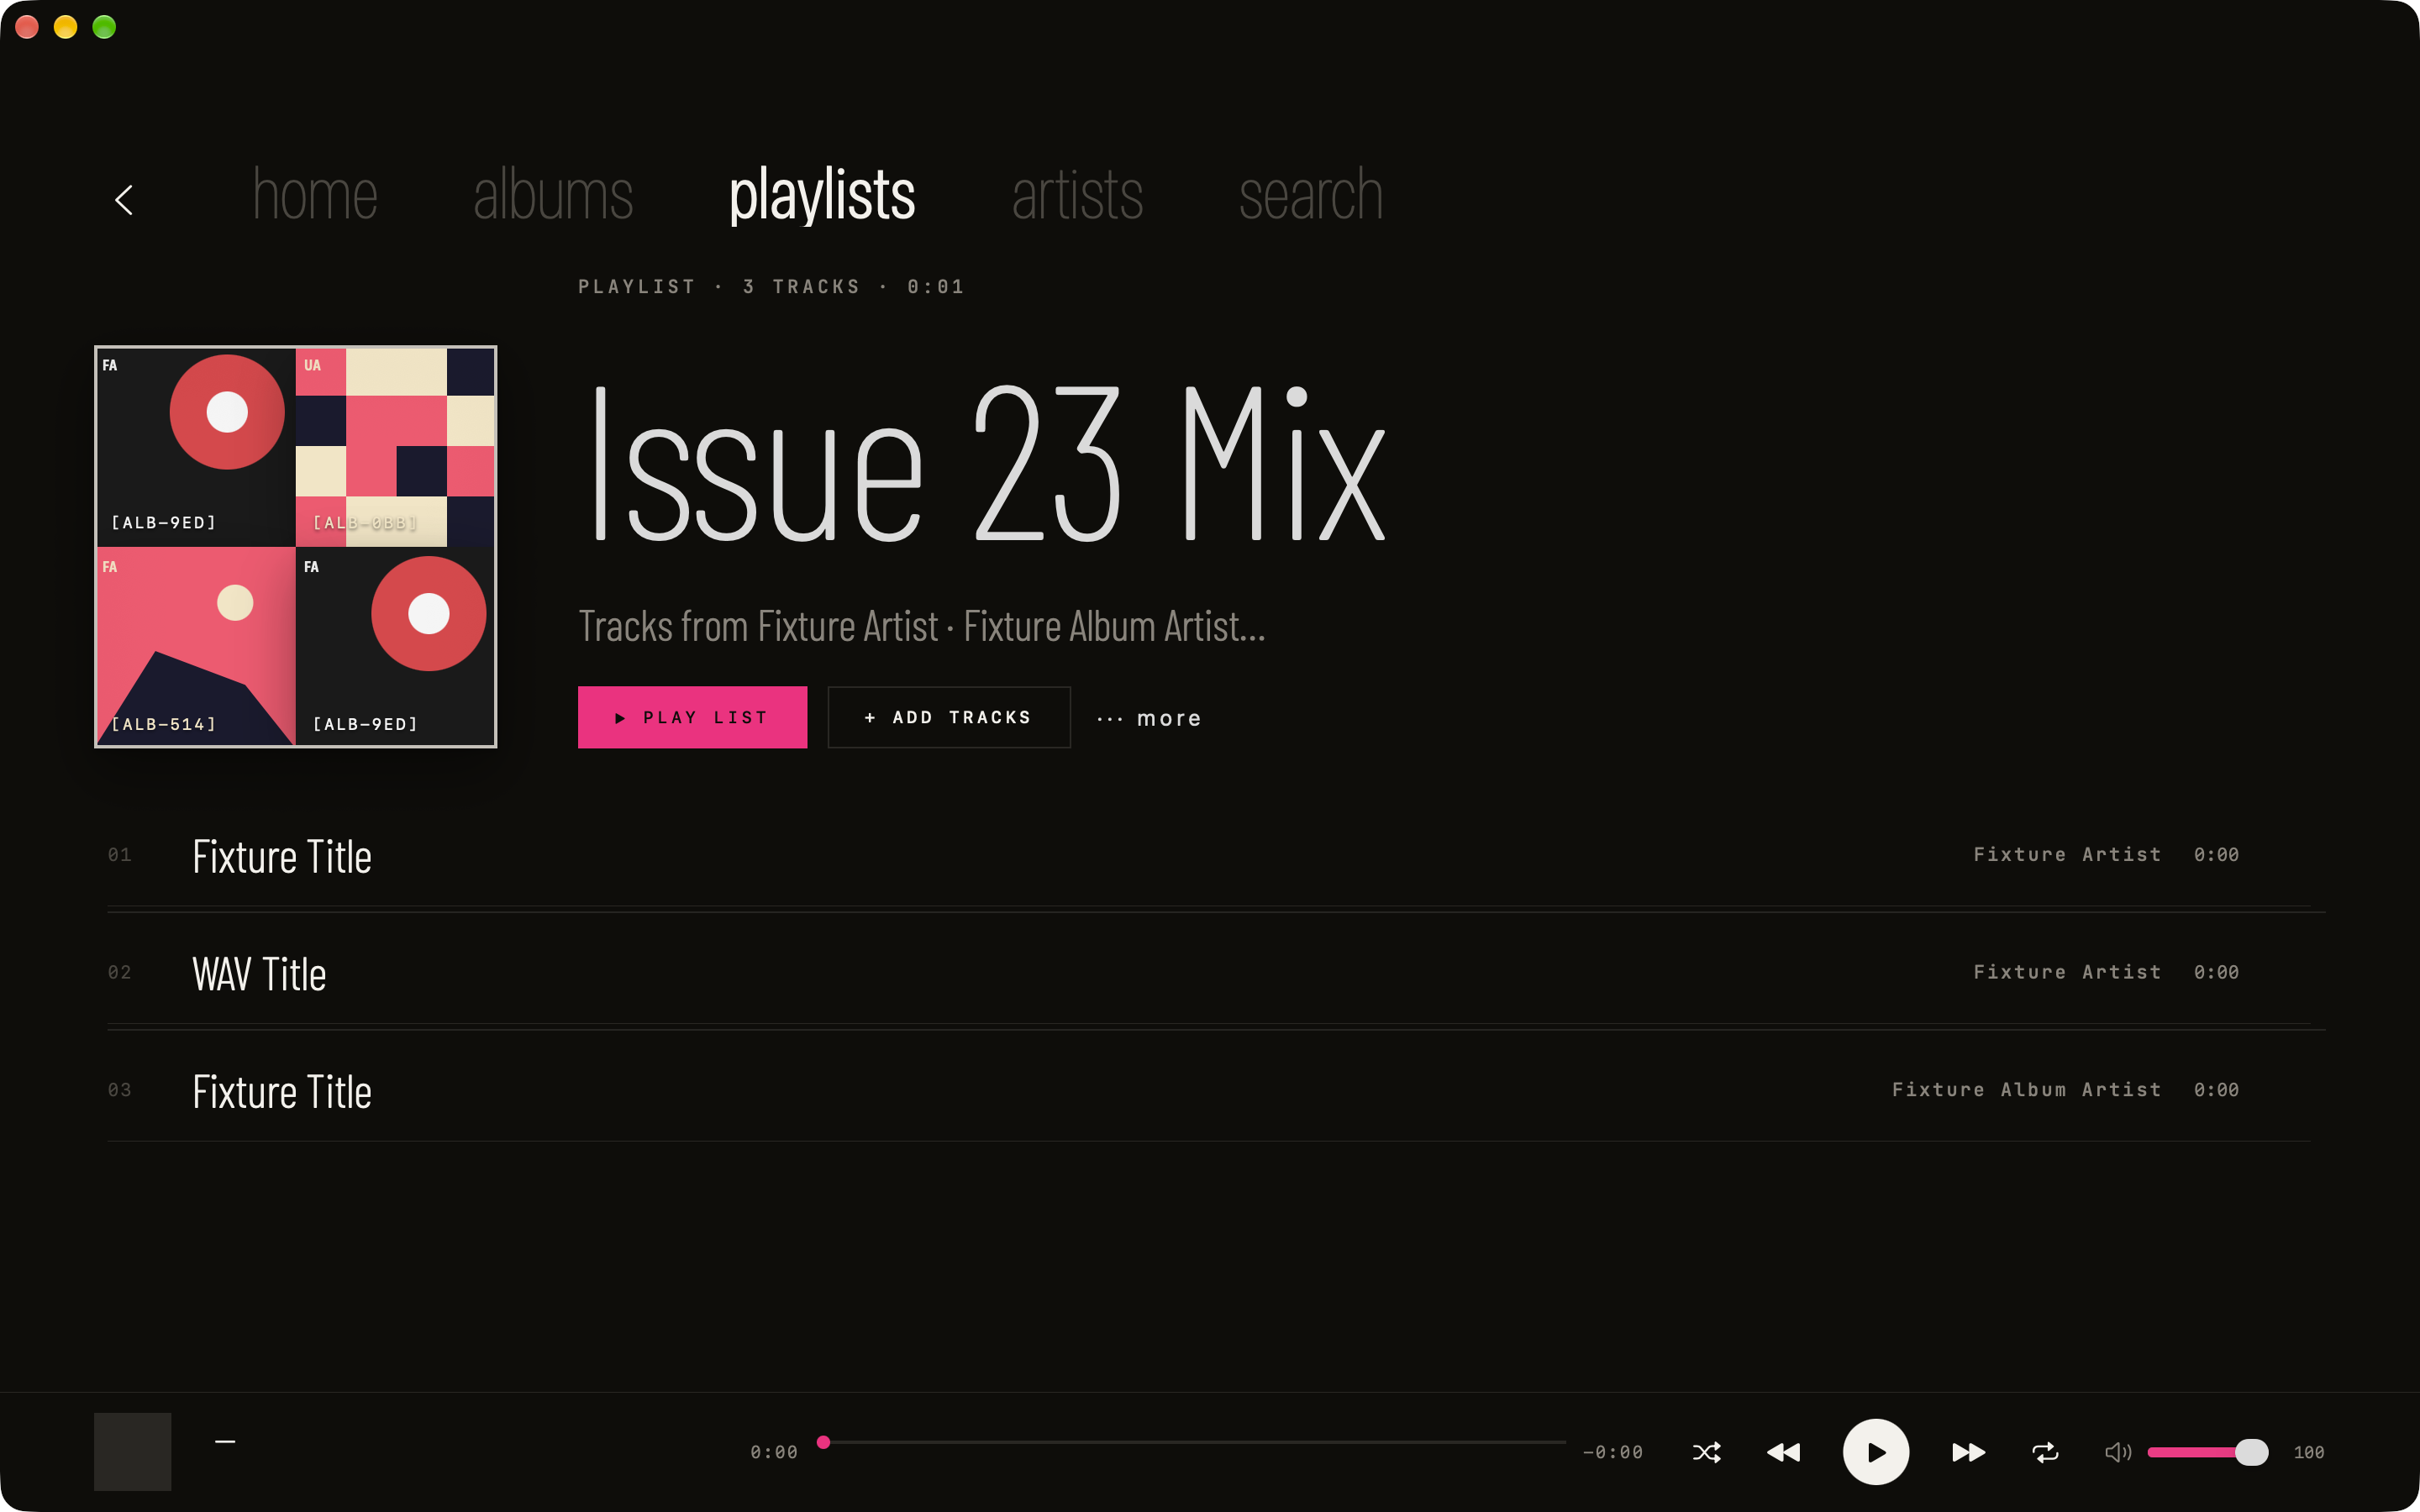 home albums playlists artists search
PLAYLIST · 3 TRACKS · 0:01
FA
UA
[ALB-9ED]
[ALB-0BB]
FA
FA
[ALB-514]
[ALB-9ED]
Issue 23 Mix
Tracks from Fixture Artist · Fixture Album Artist...
PLAY LIST
+ ADD TRACKS
··· more
01 Fixture Title Fixture Artist 0:00
02 WAV Title Fixture Artist 0:00
03 Fixture Title Fixture Album Artist 0:00
—
0:00
-0:00
100